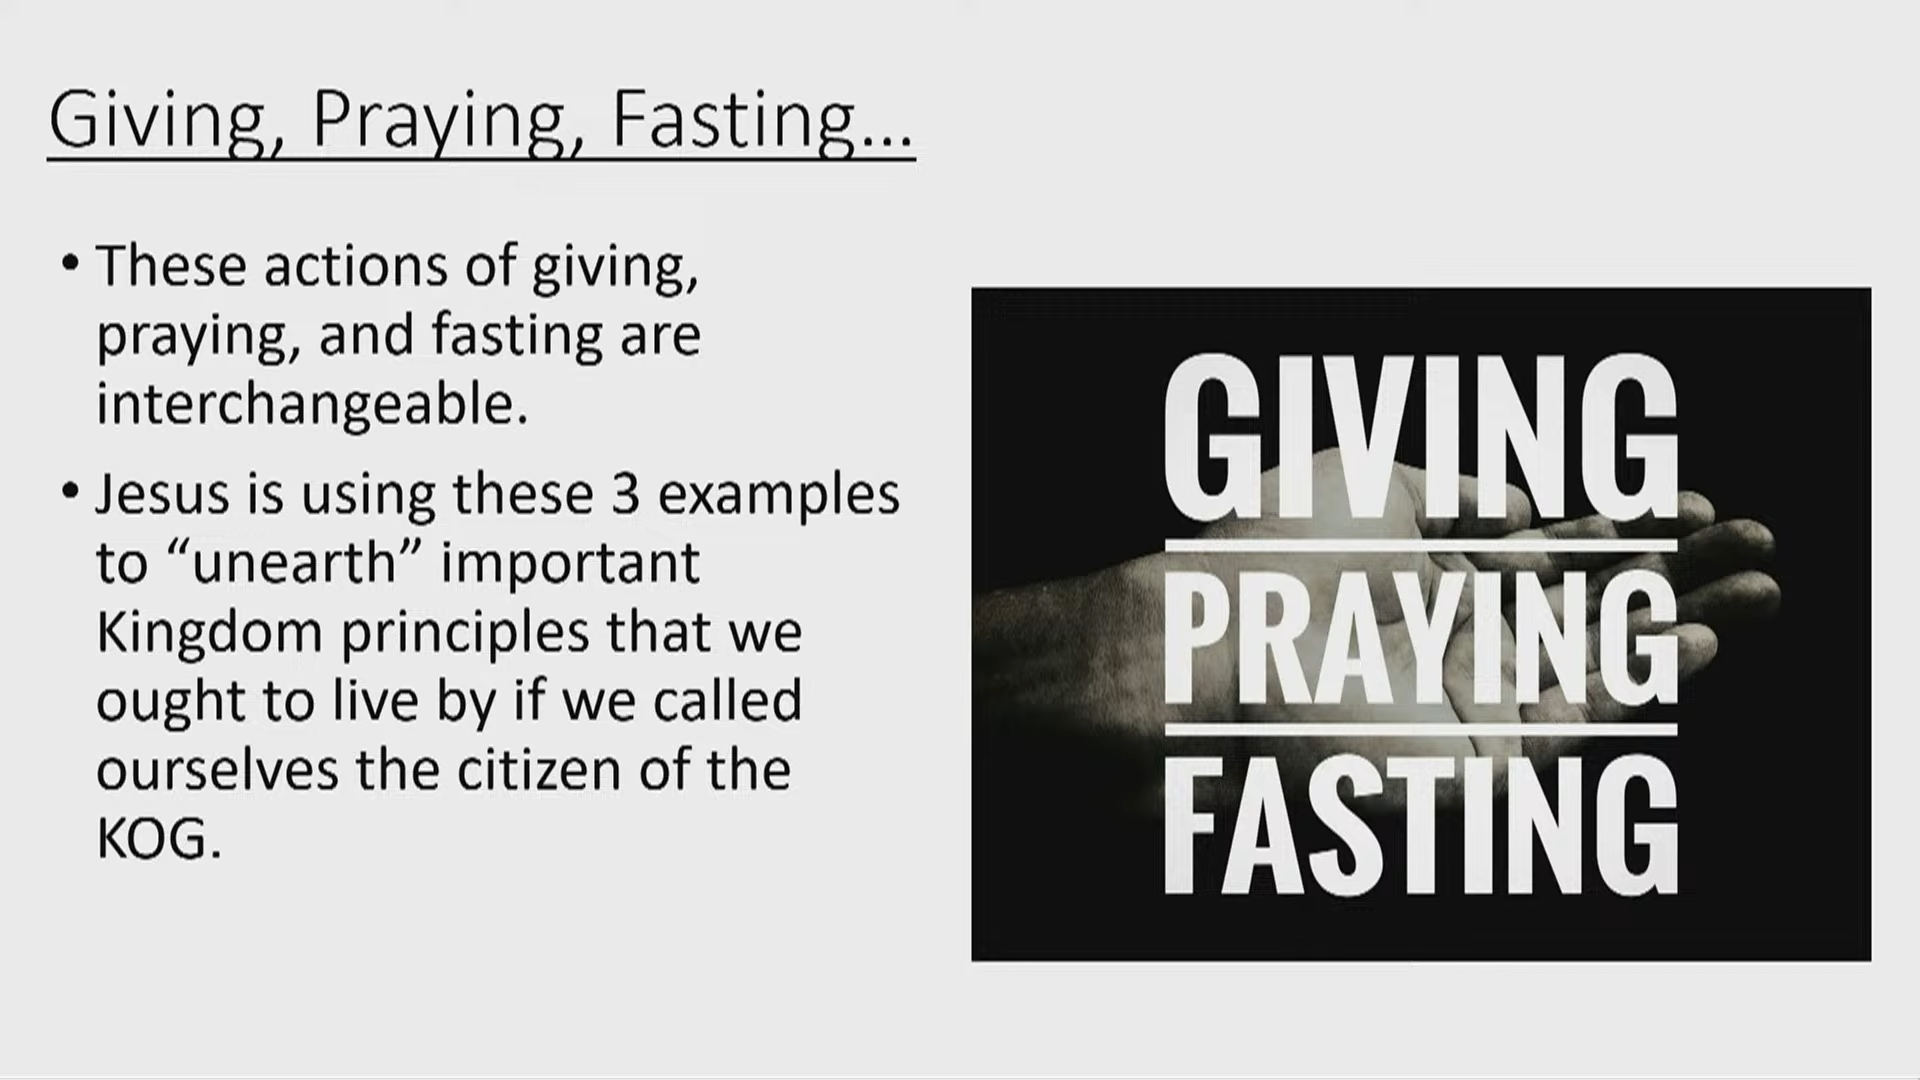 Giving, Praying, Fasting...
• These actions of giving,
praying, and fasting are
interchangeable.
• Jesus is using these 3 examples
to “unearth” important
Kingdom principles that we
ought to live by if we called
ourselves the citizen of the
KOG.
GIVING
PRAYING
FASTING